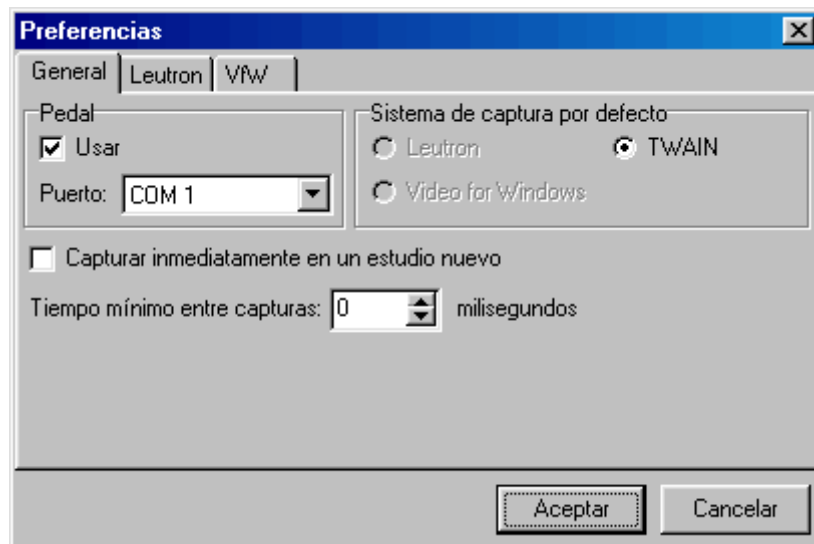 Preferencias
General Leutron VfW
Pedal
Usar
Puerto: COM 1
Sistema de captura por defecto
Leutron TWAIN
Video for Windows
Capturar inmediatamente en un estudio nuevo
Tiempo mínimo entre capturas: 0 milisegundos
Aceptar Cancelar